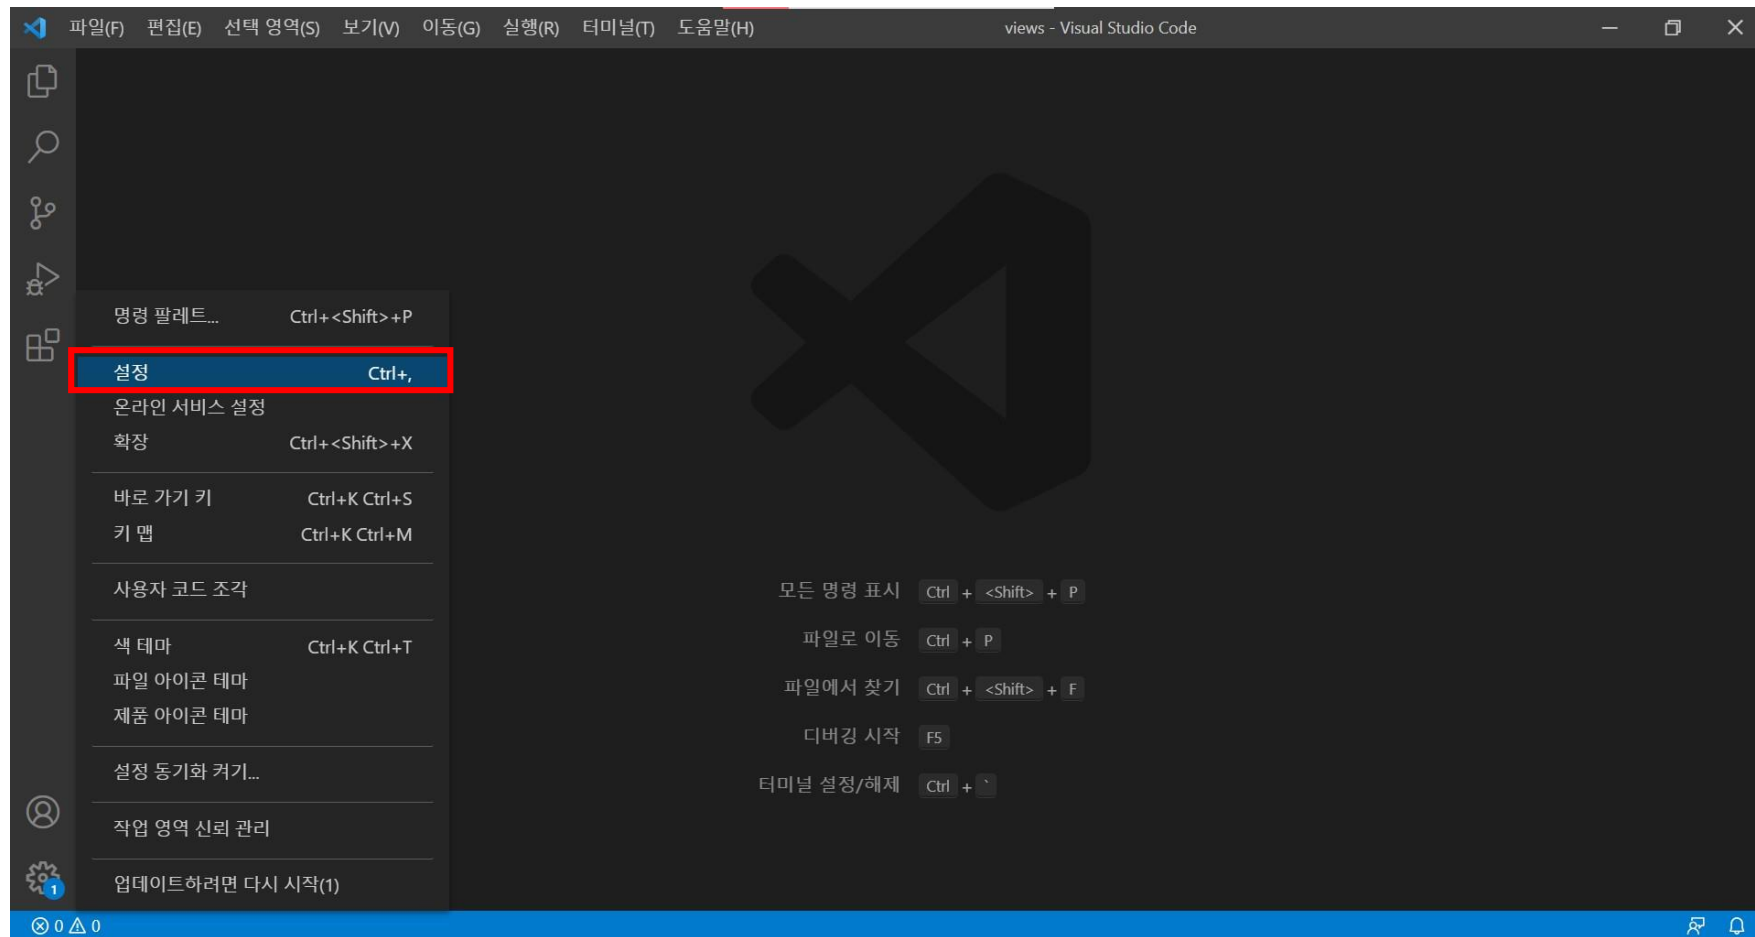 파일(F) 편집(E) 선택 영역(S) 보기(V) 이동(G) 실행(R) 터미널(T) 도움말(H) views - Visual Studio Code
명령 팔레트... Ctrl+<Shift>+P
설정 Ctrl+,
온라인 서비스 설정
확장 Ctrl+<Shift>+X
바로 가기 키 Ctrl+K Ctrl+S
키 맵 Ctrl+K Ctrl+M
사용자 코드 조각
색 테마 Ctrl+K Ctrl+T
파일 아이콘 테마
제품 아이콘 테마
설정 동기화 켜기...
작업 영역 신뢰 관리
업데이트하려면 다시 시작(1)
모든 명령 표시 Ctrl + <Shift> + P
파일로 이동 Ctrl + P
파일에서 찾기 Ctrl + <Shift> + F
디버깅 시작 F5
터미널 설정/해제 Ctrl + `
1
0 0